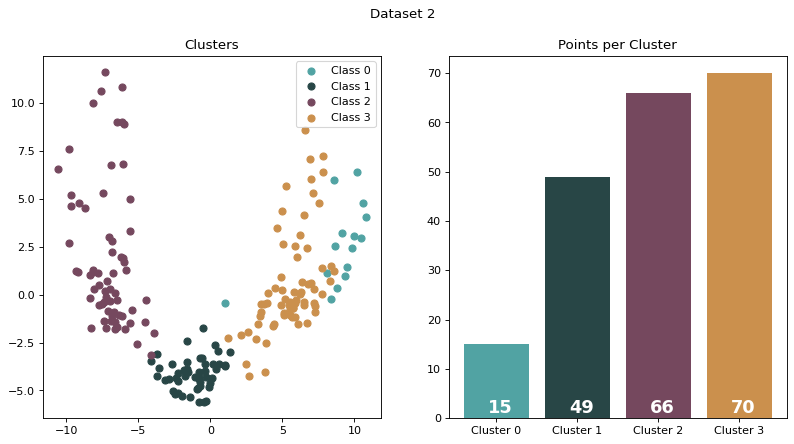 Dataset 2
Clusters
Class 0
Class 1
Class 2
Class 3
10.0
7.5
5.0
2.5
0.0
−2.5
−5.0
−10
−5
0
5
10
Points per Cluster
70
60
50
40
30
20
10
0
15
49
66
70
Cluster 0
Cluster 1
Cluster 2
Cluster 3